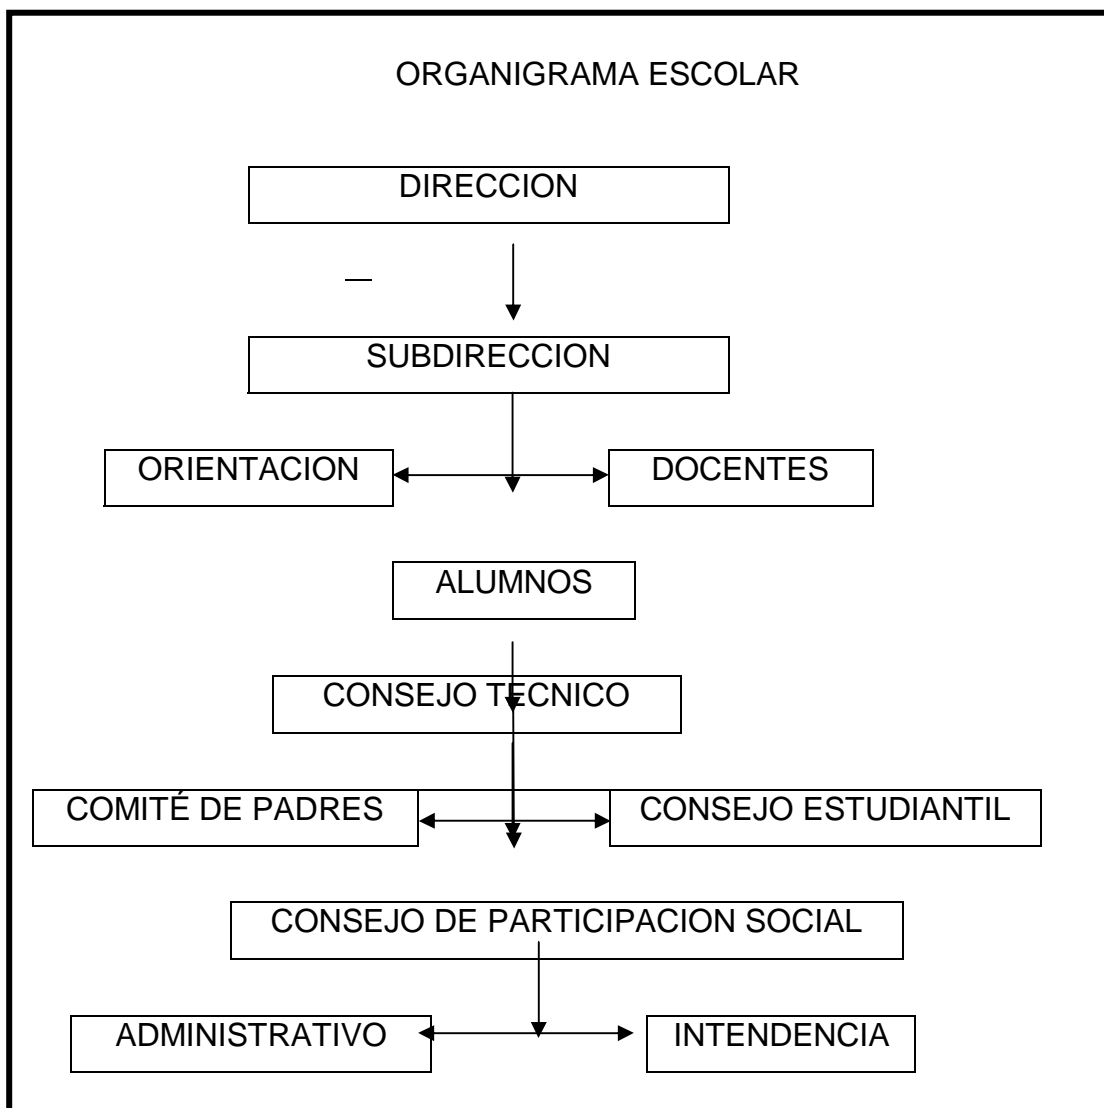 ORGANIGRAMA ESCOLAR
DIRECCION
SUBDIRECCION
ORIENTACION
DOCENTES
ALUMNOS
CONSEJO TECNICO
COMITÉ DE PADRES
CONSEJO ESTUDIANTIL
CONSEJO DE PARTICIPACION SOCIAL
ADMINISTRATIVO
INTENDENCIA